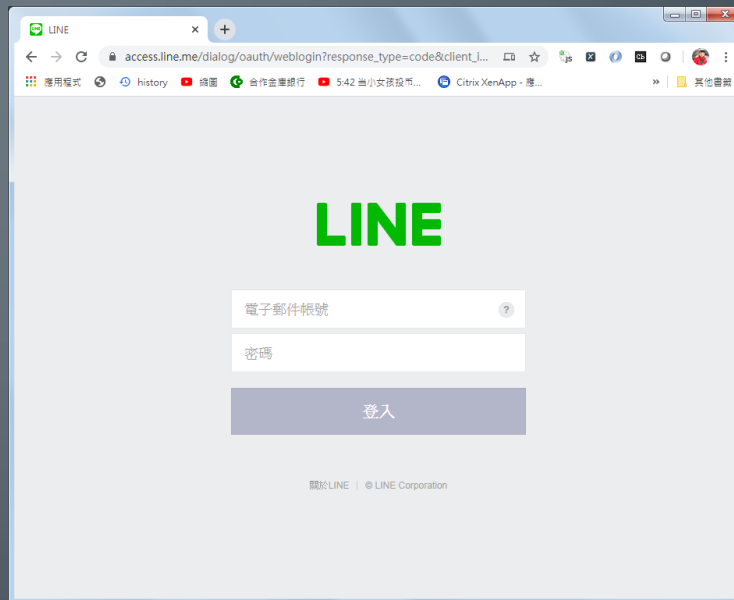 LINE
access.line.me/dialog/oauth/weblogin?response_type=code&client_i...
應用程式 history 縮圖 合作金庫銀行 5:42 当小女孩投币... Citrix XenApp - 應... » 其他書籤
LINE
電子郵件帳號 ?
密碼
登入
關於LINE | © LINE Corporation